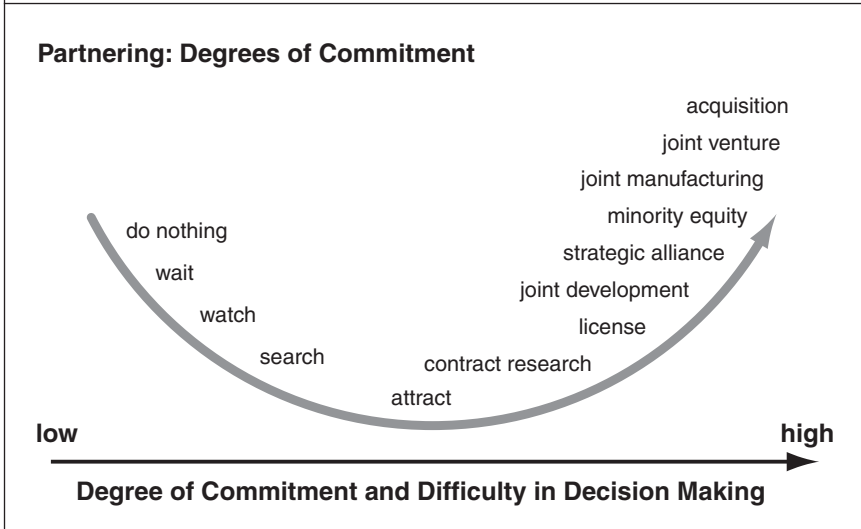 Partnering: Degrees of Commitment
acquisition
joint venture
joint manufacturing
do nothing
minority equity
wait
strategic alliance
watch
joint development
search
license
contract research
attract
low
high
Degree of Commitment and Difficulty in Decision Making